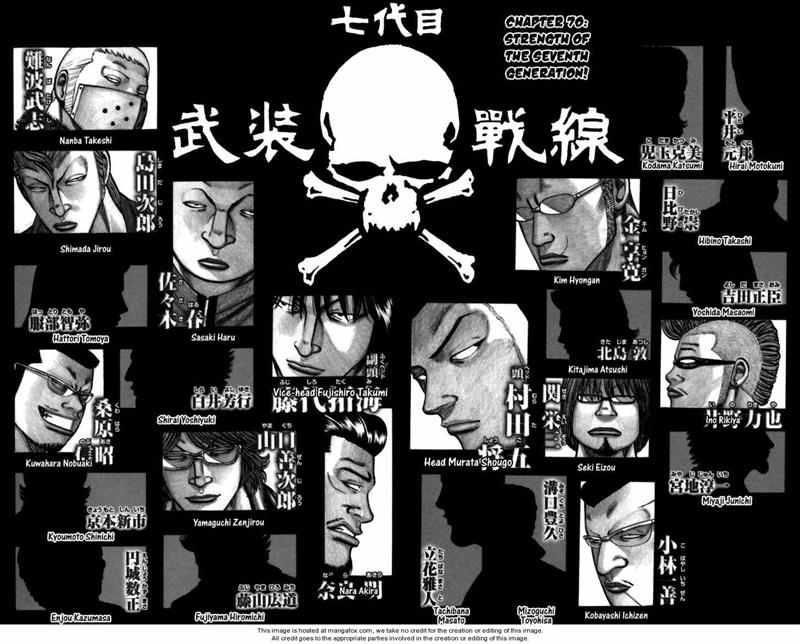 七代目
CHAPTER 70:
STRENGTH OF
THE SEVENTH
GENERATION!
武装戰線
難波武志
Nanba Takeshi
島田次郎
Shimada Jirou
服部智弥
Hattori Tomoya
佐々木春
Sasaki Haru
桑原
Kuwahara Nobuaki
白井芳行
Shirai Yoshiyuki
山口善次郎
Yamaguchi Zenjirou
京本新市
Kyoumoto Shinichi
円城数正
Enjou Kazumasa
藤山宏道
Fujiyama Hiromichi
副頭
藤代拓海
Vice-head Fujishiro Takumi
奈良明
Nara Akira
頭
村田将五
Head Murata Shougo
立花雅人
Tachibana Masato
溝口豊久
Mizoguchi Toyohisa
金亨寛
Kim Hyongan
北島敦
Kitajima Atsushi
関栄三
Seki Eizou
小林一善
Kobayashi Ichizen
児玉克美
Kodama Katsumi
平井元邦
Hirai Motokuni
日比野崇
Hibino Takashi
吉田正臣
Yoshida Masaomi
井野力也
Ino Rikiya
宮地淳一
Miyaji Junichi
This image is hosted at mangafox.com, we take no credit for the creation or editing of this image.
All credit goes to the appropriate parties involved in the creation or editing of this image.